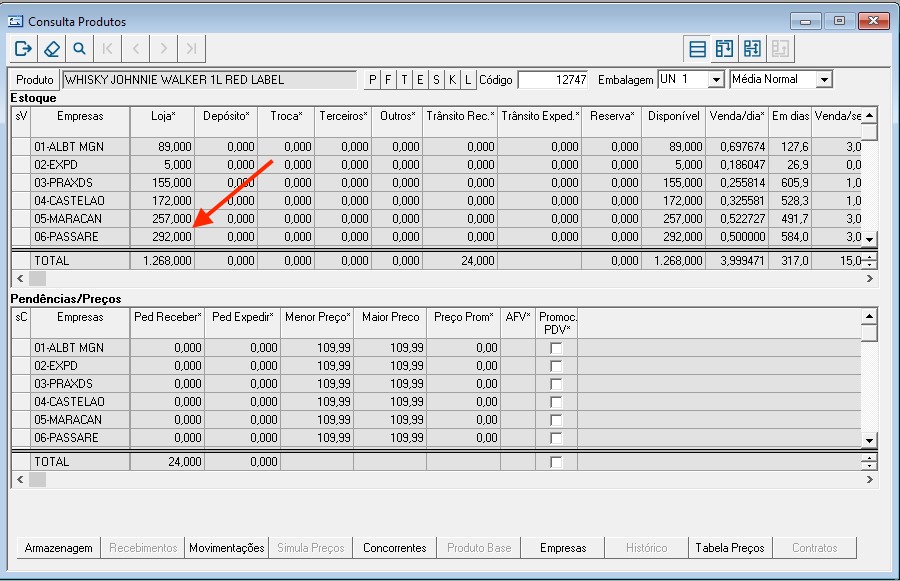 Consulta Produtos
Produto WHISKY JOHNNIE WALKER 1L RED LABEL P F T E S K L Código 12747 Embalagem UN 1 Média Normal
Estoque
sV Empresas Loja* Depósito* Troca* Terceiros* Outros* Trânsito Rec.* Trânsito Exped.* Reserva* Disponível Venda/dia* Em dias Venda/se
01-ALBT MGN 89,000 0,000 0,000 0,000 0,000 0,000 0,000 0,000 89,000 0,697674 127,6 3,0
02-EXPD 5,000 0,000 0,000 0,000 0,000 0,000 0,000 0,000 5,000 0,186047 26,9 0,0
03-PRAXDS 155,000 0,000 0,000 0,000 0,000 0,000 0,000 0,000 155,000 0,255814 605,9 1,0
04-CASTELAO 172,000 0,000 0,000 0,000 0,000 0,000 0,000 0,000 172,000 0,325581 528,3 1,0
05-MARACAN 257,000 0,000 0,000 0,000 0,000 0,000 0,000 0,000 257,000 0,522727 491,7 3,0
06-PASSARE 292,000 0,000 0,000 0,000 0,000 0,000 0,000 0,000 292,000 0,500000 584,0 3,0
TOTAL 1.268,000 0,000 0,000 0,000 0,000 24,000 0,000 1.268,000 3,999471 317,0 15,0
Pendências/Preços
sC Empresas Ped Receber* Ped Expedir* Menor Preço* Maior Preco Preço Prom* AFV* Promoc.
PDV*
01-ALBT MGN 0,000 0,000 109,99 109,99 0,00
02-EXPD 0,000 0,000 109,99 109,99 0,00
03-PRAXDS 0,000 0,000 109,99 109,99 0,00
04-CASTELAO 0,000 0,000 109,99 109,99 0,00
05-MARACAN 0,000 0,000 109,99 109,99 0,00
06-PASSARE 0,000 0,000 109,99 109,99 0,00
TOTAL 24,000 0,000
Armazenagem Recebimentos Movimentações Simula Preços Concorrentes Produto Base Empresas Histórico Tabela Preços Contratos